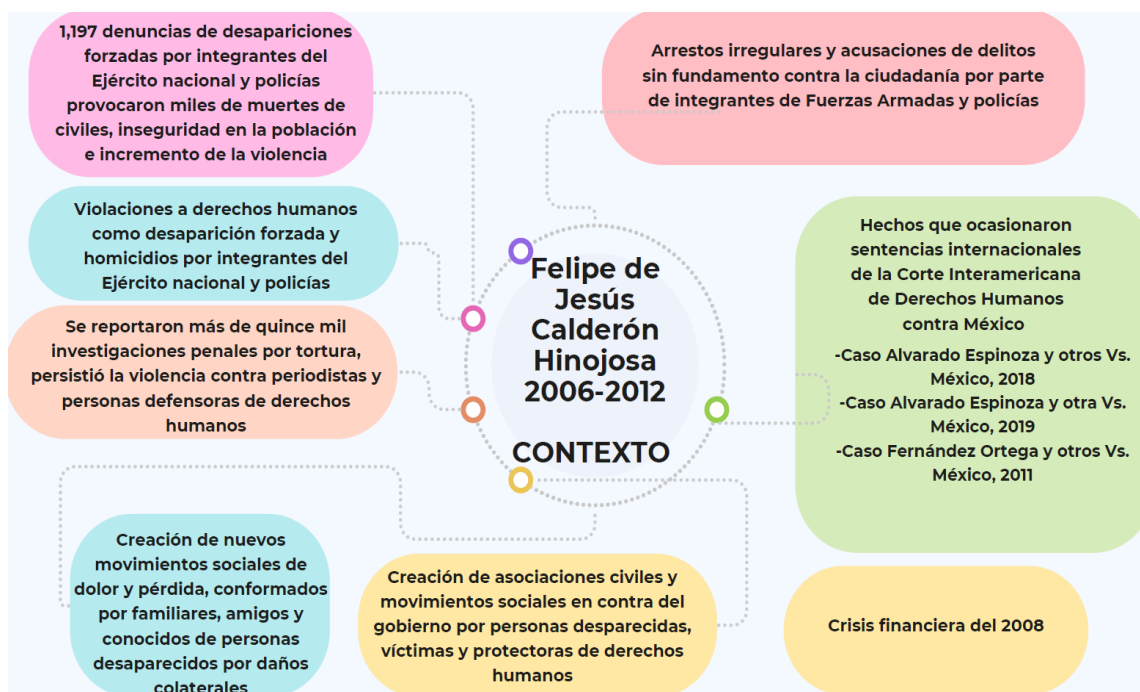 1,197 denuncias de desapariciones
forzadas por integrantes del
Ejército nacional y policías
provocaron miles de muertes de
civiles, inseguridad en la población
e incremento de la violencia
Arrestos irregulares y acusaciones de delitos
sin fundamento contra la ciudadanía por parte
de integrantes de Fuerzas Armadas y policías
Violaciones a derechos humanos
como desaparición forzada y
homicidios por integrantes del
Ejército nacional y policías
Se reportaron más de quince mil
investigaciones penales por tortura,
persistió la violencia contra periodistas y
personas defensoras de derechos
humanos
Felipe de
Jesús
Calderón
Hinojosa
2006-2012
CONTEXTO
Hechos que ocasionaron
sentencias internacionales
de la Corte Interamericana
de Derechos Humanos
contra México
-Caso Alvarado Espinoza y otros Vs.
México, 2018
-Caso Alvarado Espinoza y otra Vs.
México, 2019
-Caso Fernández Ortega y otros Vs.
México, 2011
Creación de nuevos
movimientos sociales de
dolor y pérdida, conformados
por familiares, amigos y
conocidos de personas
desaparecidos por daños
colaterales
Creación de asociaciones civiles y
movimientos sociales en contra del
gobierno por personas desparecidas,
víctimas y protectoras de derechos
humanos
Crisis financiera del 2008